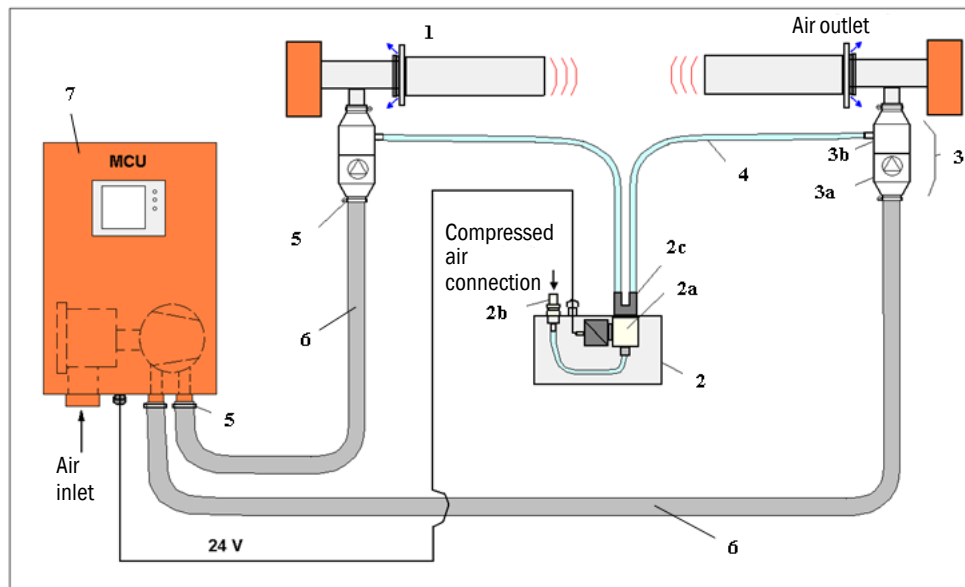 1
Air outlet
7
MCU
3b
3
4
3a
5
Compressed
air
connection
2c
2b
2a
6
2
5
Air
inlet
6
24 V